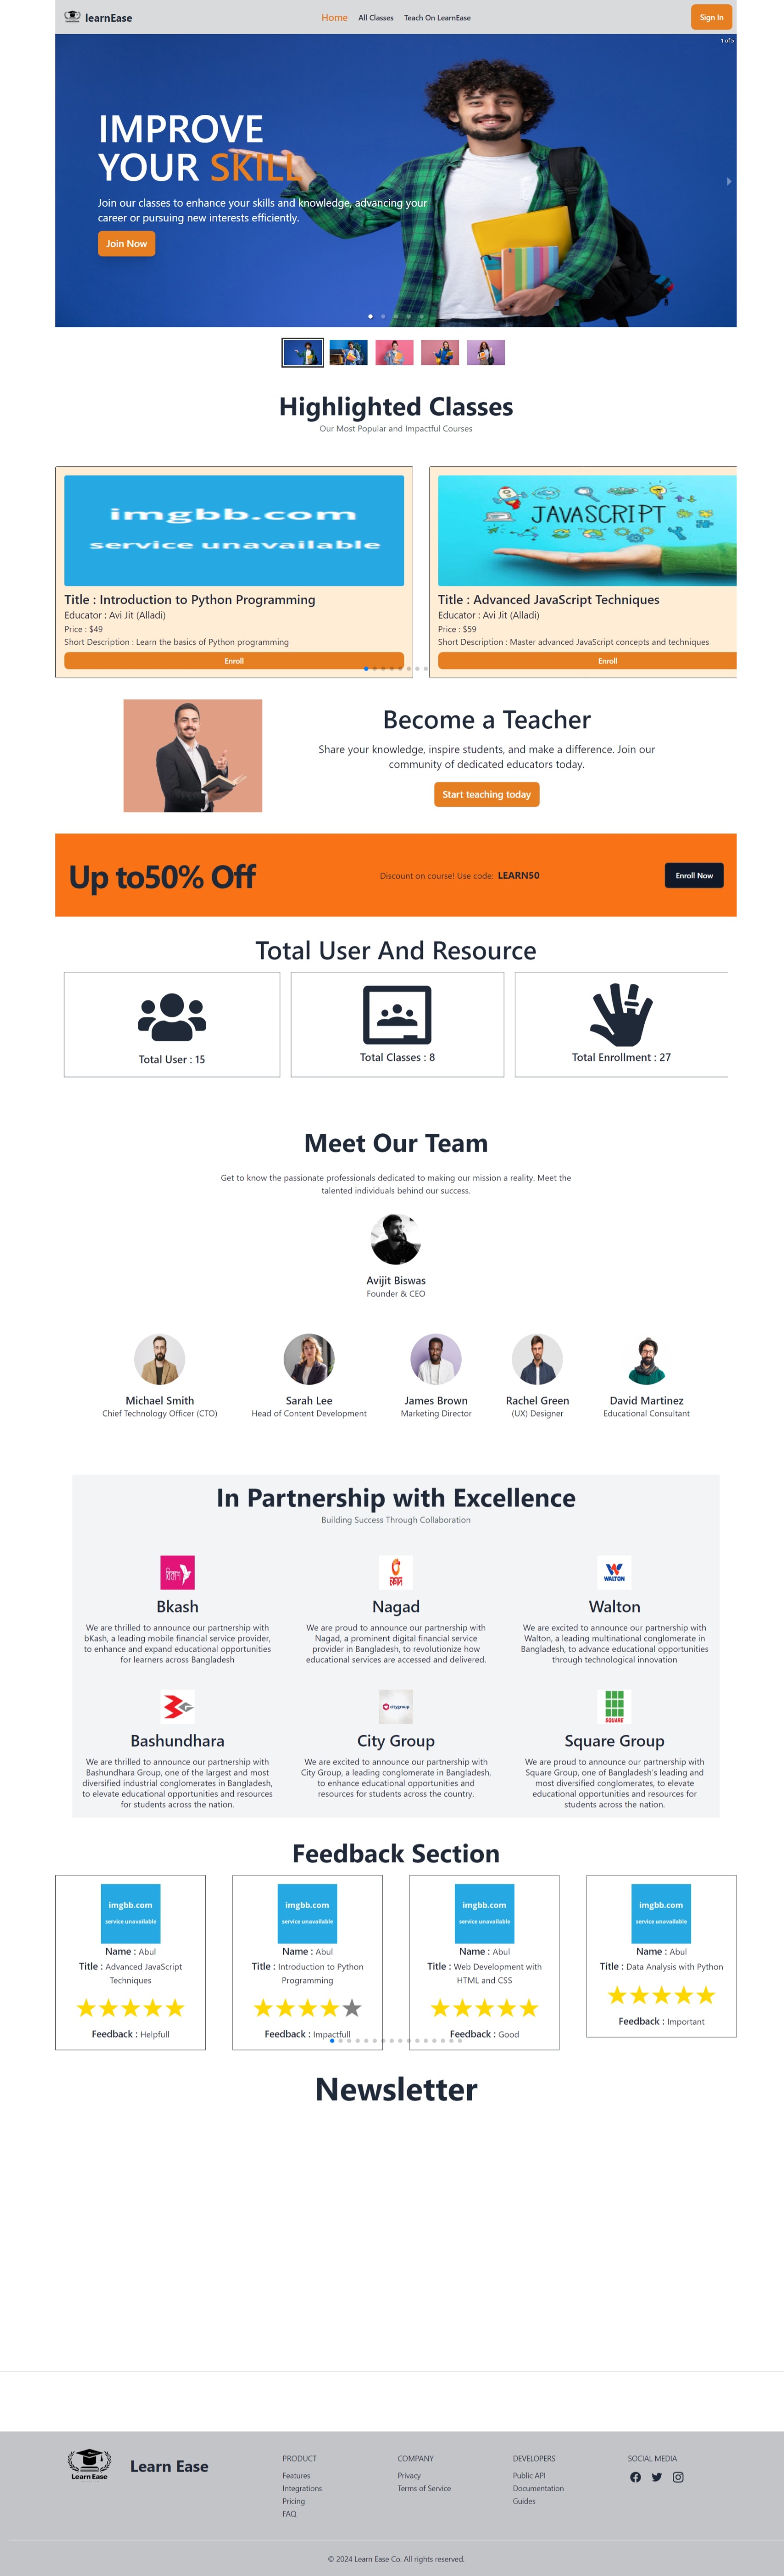 learnEase
Home All Classes Teach On LearnEase
Sign In
1 of 5
IMPROVE
YOUR SKILL
Join our classes to enhance your skills and knowledge, advancing your
career or pursuing new interests efficiently.
Join Now
Highlighted Classes
Our Most Popular and Impactful Courses
imgbb.com
service unavailable
Title : Introduction to Python Programming
Educator : Avi Jit (Alladi)
Price : $49
Short Description : Learn the basics of Python programming
Enroll
JAVASCRIPT
Title : Advanced JavaScript Techniques
Educator : Avi Jit (Alladi)
Price : $59
Short Description : Master advanced JavaScript concepts and techniques
Enroll
Become a Teacher
Share your knowledge, inspire students, and make a difference. Join our
community of dedicated educators today.
Start teaching today
Up to50% Off
Discount on course! Use code: LEARN50
Enroll Now
Total User And Resource
Total User : 15
Total Classes : 8
Total Enrollment : 27
Meet Our Team
Get to know the passionate professionals dedicated to making our mission a reality. Meet the
talented individuals behind our success.
Avijit Biswas
Founder & CEO
Michael Smith
Chief Technology Officer (CTO)
Sarah Lee
Head of Content Development
James Brown
Marketing Director
Rachel Green
(UX) Designer
David Martinez
Educational Consultant
In Partnership with Excellence
Building Success Through Collaboration
Bkash
We are thrilled to announce our partnership with
bKash, a leading mobile financial service provider,
to enhance and expand educational opportunities
for learners across Bangladesh
Nagad
We are proud to announce our partnership with
Nagad, a prominent digital financial service
provider in Bangladesh, to revolutionize how
educational services are accessed and delivered.
WALTON
Walton
We are excited to announce our partnership with
Walton, a leading multinational conglomerate in
Bangladesh, to advance educational opportunities
through technological innovation
Bashundhara
We are thrilled to announce our partnership with
Bashundhara Group, one of the largest and most
diversified industrial conglomerates in Bangladesh,
to elevate educational opportunities and resources
for students across the nation.
citygroup
City Group
We are excited to announce our partnership with
City Group, a leading conglomerate in Bangladesh,
to enhance educational opportunities and
resources for students across the country.
SQUARE
Square Group
We are proud to announce our partnership with
Square Group, one of Bangladesh's leading and
most diversified conglomerates, to elevate
educational opportunities and resources for
students across the nation.
Feedback Section
imgbb.com
service unavailable
Name : Abul
Title : Advanced JavaScript
Techniques
Feedback : Helpfull
imgbb.com
service unavailable
Name : Abul
Title : Introduction to Python
Programming
Feedback : Impactfull
imgbb.com
service unavailable
Name : Abul
Title : Web Development with
HTML and CSS
Feedback : Good
imgbb.com
service unavailable
Name : Abul
Title : Data Analysis with Python
Feedback : Important
Newsletter
Learn Ease
Learn Ease
PRODUCT
Features
Integrations
Pricing
FAQ
COMPANY
Privacy
Terms of Service
DEVELOPERS
Public API
Documentation
Guides
SOCIAL MEDIA
© 2024 Learn Ease Co. All rights reserved.